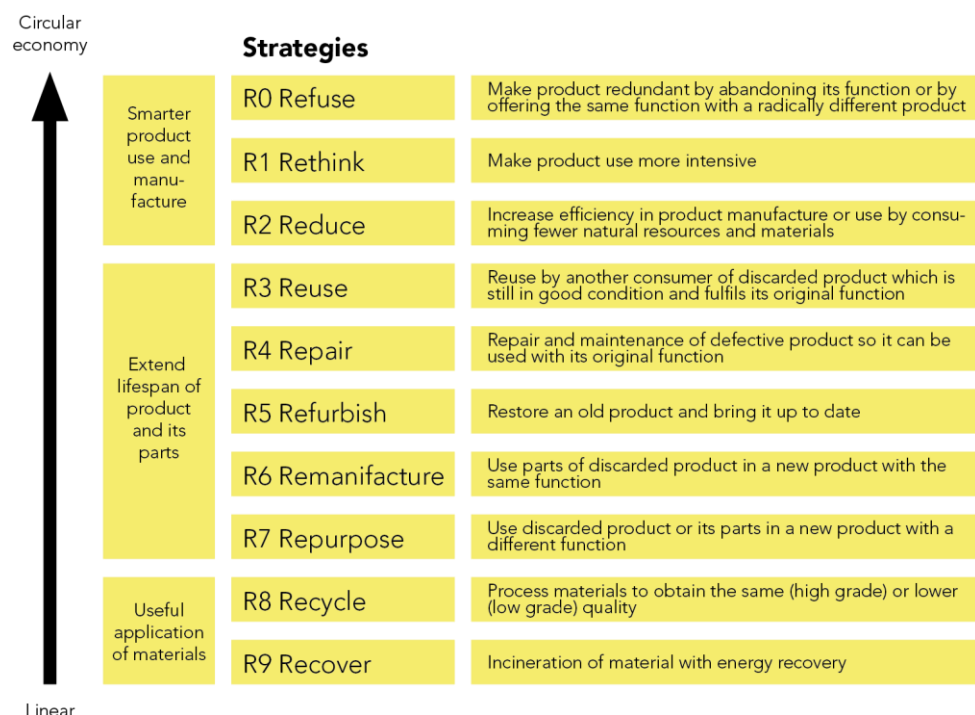 Circular
economy
Strategies
Smarter
product
use and
manu-
facture
R0 Refuse
Make product redundant by abandoning its function or by
offering the same function with a radically different product
R1 Rethink
Make product use more intensive
R2 Reduce
Increase efficiency in product manufacture or use by consu-
ming fewer natural resources and materials
Extend
lifespan of
product
and its
parts
R3 Reuse
Reuse by another consumer of discarded product which is
still in good condition and fulfils its original function
R4 Repair
Repair and maintenance of defective product so it can be
used with its original function
R5 Refurbish
Restore an old product and bring it up to date
R6 Remanifacture
Use parts of discarded product in a new product with the
same function
R7 Repurpose
Use discarded product or its parts in a new product with a
different function
Useful
application
of materials
R8 Recycle
Process materials to obtain the same (high grade) or lower
(low grade) quality
R9 Recover
Incineration of material with energy recovery
Linear